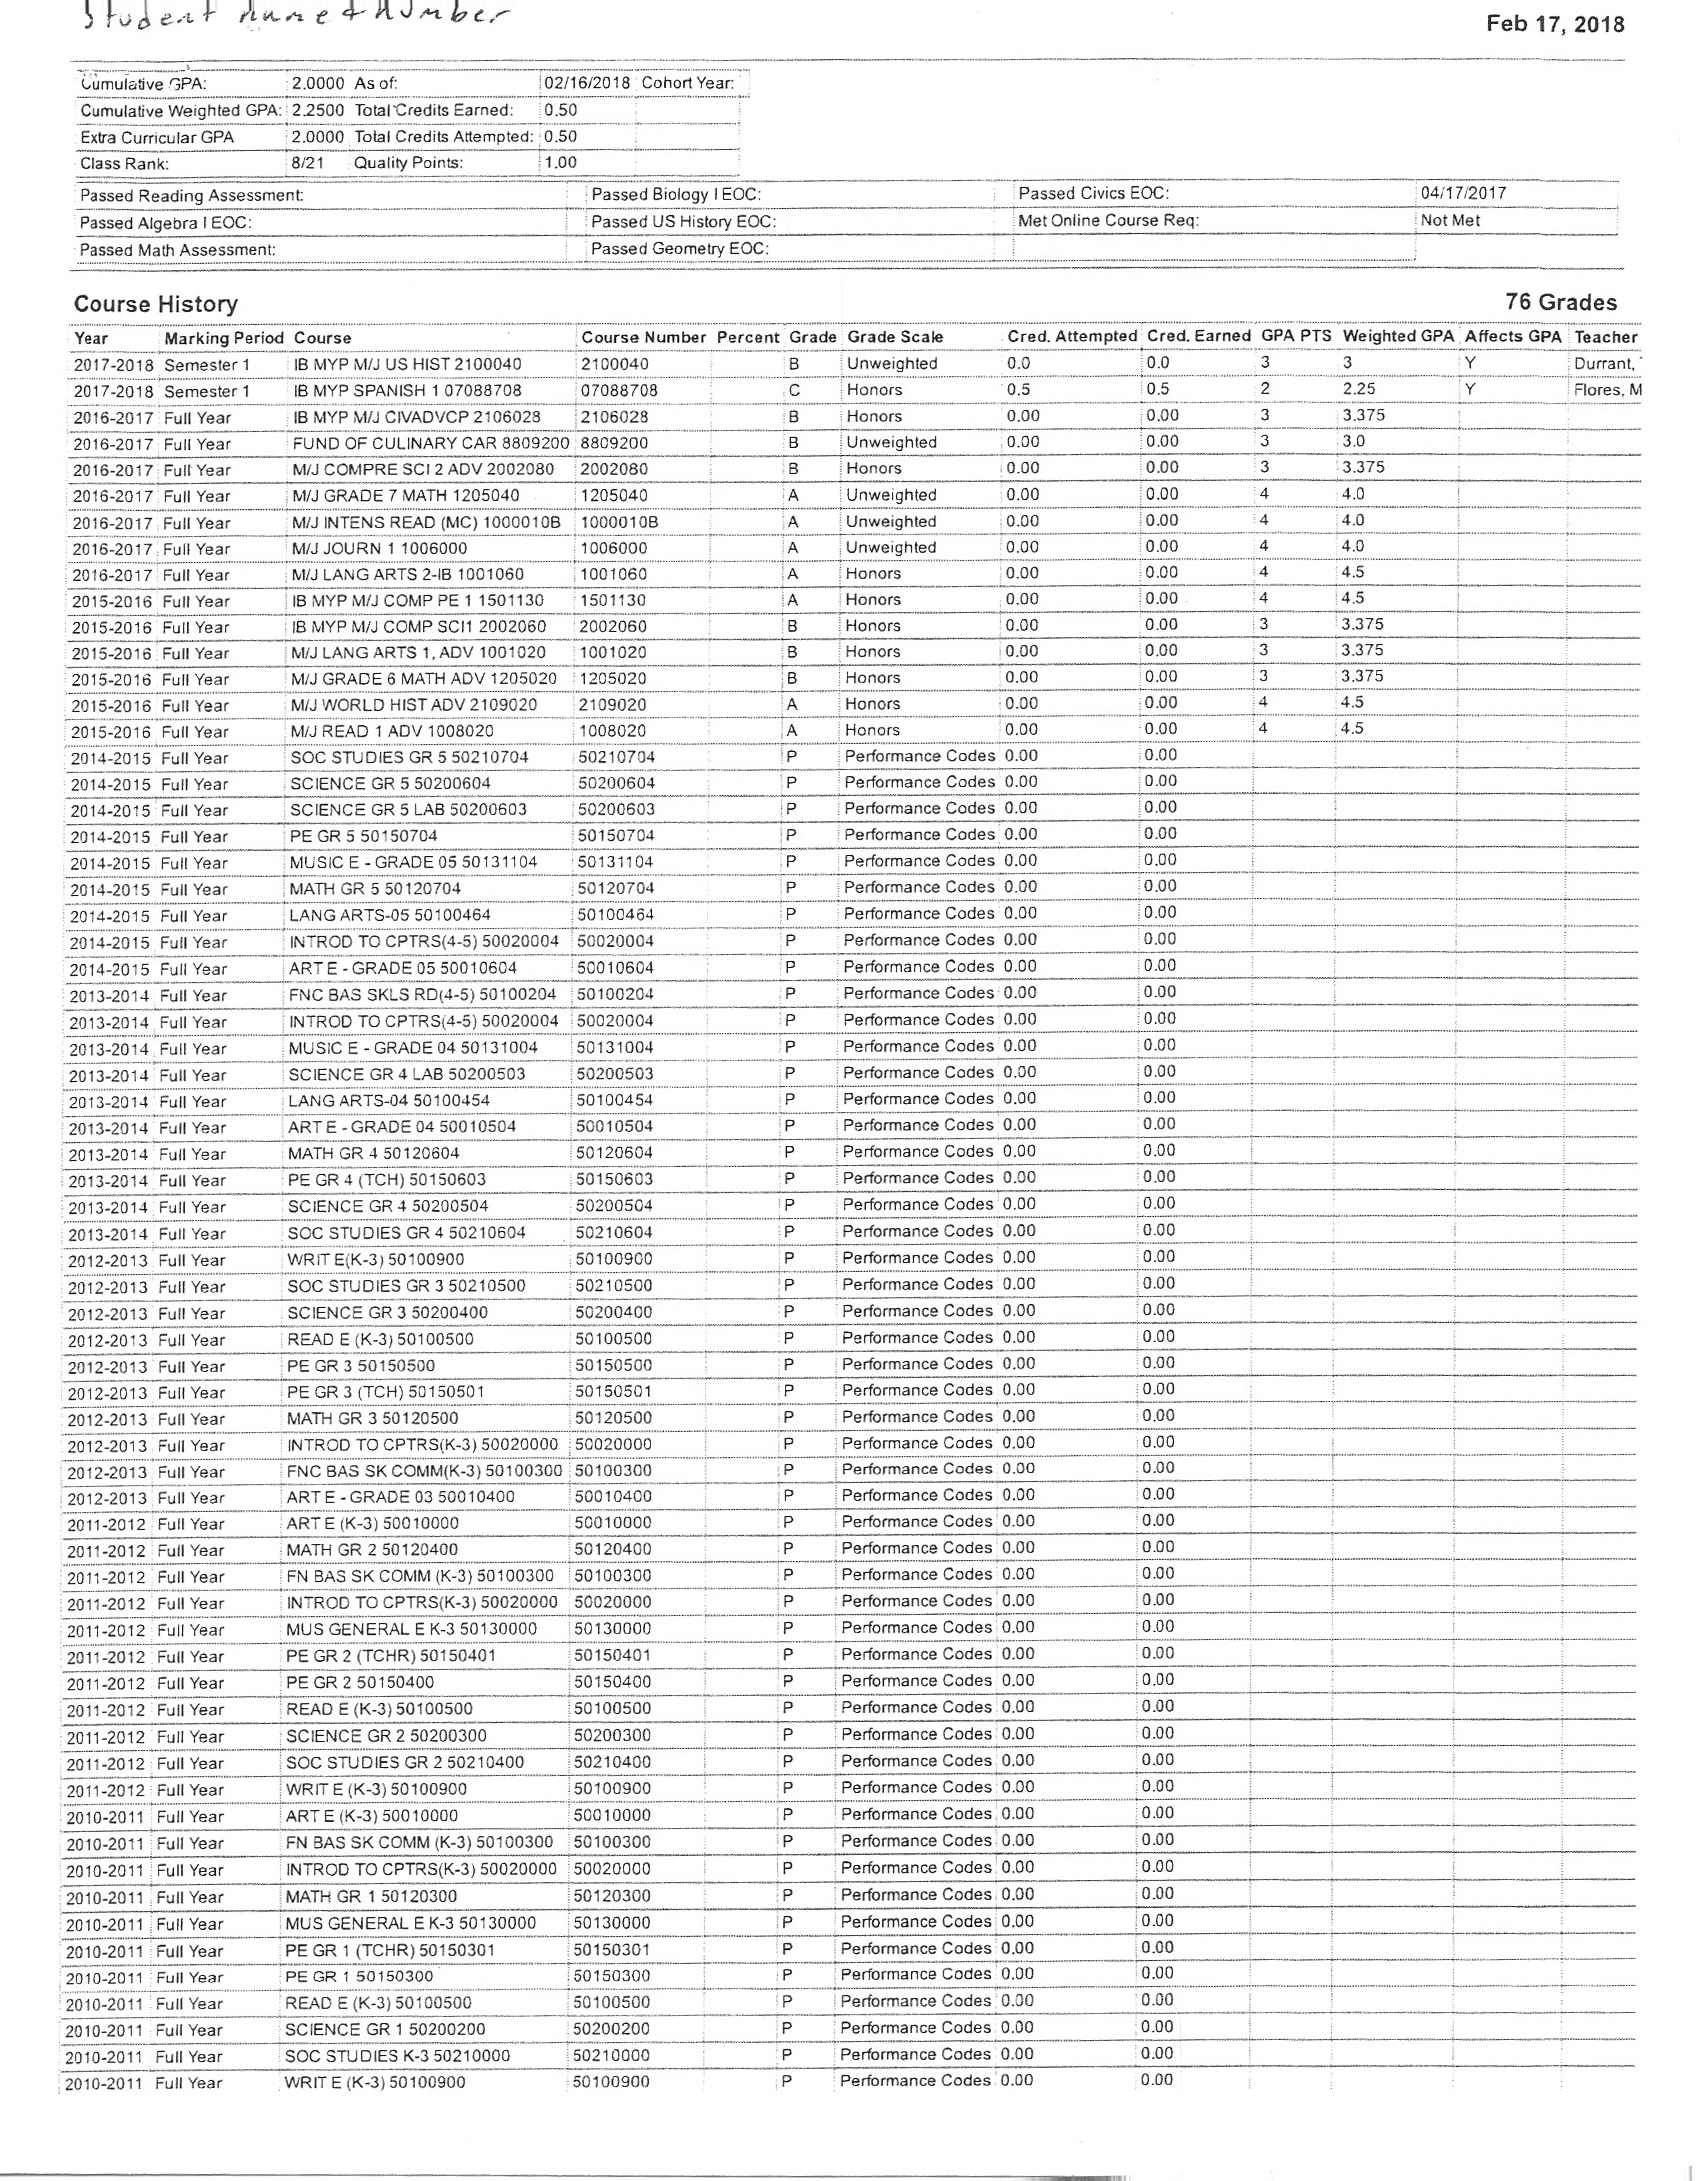 Student name & number
Feb 17, 2018
Cumulative GPA: 2.0000 As of: 02/16/2018 Cohort Year:
Cumulative Weighted GPA: 2.2500 Total Credits Earned: 0.50
Extra Curricular GPA 2.0000 Total Credits Attempted: 0.50
Class Rank: 8/21 Quality Points: 1.00
Passed Reading Assessment: Passed Biology I EOC: Passed Civics EOC: 04/17/2017
Passed Algebra I EOC: Passed US History EOC: Met Online Course Req: Not Met
Passed Math Assessment: Passed Geometry EOC:
Course History 76 Grades
Year Marking Period Course Course Number Percent Grade Grade Scale Cred. Attempted Cred. Earned GPA PTS Weighted GPA Affects GPA Teacher
2017-2018 Semester 1 IB MYP M/J US HIST 2100040 2100040 B Unweighted 0.0 0.0 3 3 Y Durrant,
2017-2018 Semester 1 IB MYP SPANISH 1 07088708 07088708 C Honors 0.5 0.5 2 2.25 Y Flores, M
2016-2017 Full Year IB MYP M/J CIVADVCP 2106028 2106028 B Honors 0.00 0.00 3 3.375
2016-2017 Full Year FUND OF CULINARY CAR 8809200 8809200 B Unweighted 0.00 0.00 3 3.0
2016-2017 Full Year M/J COMPRE SCI 2 ADV 2002080 2002080 B Honors 0.00 0.00 3 3.375
2016-2017 Full Year M/J GRADE 7 MATH 1205040 1205040 A Unweighted 0.00 0.00 4 4.0
2016-2017 Full Year M/J INTENS READ (MC) 1000010B 1000010B A Unweighted 0.00 0.00 4 4.0
2016-2017 Full Year M/J JOURN 1 1006000 1006000 A Unweighted 0.00 0.00 4 4.0
2016-2017 Full Year M/J LANG ARTS 2-IB 1001060 1001060 A Honors 0.00 0.00 4 4.5
2015-2016 Full Year IB MYP M/J COMP PE 1 1501130 1501130 A Honors 0.00 0.00 4 4.5
2015-2016 Full Year IB MYP M/J COMP SCI1 2002060 2002060 B Honors 0.00 0.00 3 3.375
2015-2016 Full Year M/J LANG ARTS 1, ADV 1001020 1001020 B Honors 0.00 0.00 3 3.375
2015-2016 Full Year M/J GRADE 6 MATH ADV 1205020 1205020 B Honors 0.00 0.00 3 3.375
2015-2016 Full Year M/J WORLD HIST ADV 2109020 2109020 A Honors 0.00 0.00 4 4.5
2015-2016 Full Year M/J READ 1 ADV 1008020 1008020 A Honors 0.00 0.00 4 4.5
2014-2015 Full Year SOC STUDIES GR 5 50210704 50210704 P Performance Codes 0.00 0.00
2014-2015 Full Year SCIENCE GR 5 50200604 50200604 P Performance Codes 0.00 0.00
2014-2015 Full Year SCIENCE GR 5 LAB 50200603 50200603 P Performance Codes 0.00 0.00
2014-2015 Full Year PE GR 5 50150704 50150704 P Performance Codes 0.00 0.00
2014-2015 Full Year MUSIC E - GRADE 05 50131104 50131104 P Performance Codes 0.00 0.00
2014-2015 Full Year MATH GR 5 50120704 50120704 P Performance Codes 0.00 0.00
2014-2015 Full Year LANG ARTS-05 50100464 50100464 P Performance Codes 0.00 0.00
2014-2015 Full Year INTROD TO CPTRS(4-5) 50020004 50020004 P Performance Codes 0.00 0.00
2014-2015 Full Year ART E - GRADE 05 50010604 50010604 P Performance Codes 0.00 0.00
2013-2014 Full Year FNC BAS SKLS RD(4-5) 50100204 50100204 P Performance Codes 0.00 0.00
2013-2014 Full Year INTROD TO CPTRS(4-5) 50020004 50020004 P Performance Codes 0.00 0.00
2013-2014 Full Year MUSIC E - GRADE 04 50131004 50131004 P Performance Codes 0.00 0.00
2013-2014 Full Year SCIENCE GR 4 LAB 50200503 50200503 P Performance Codes 0.00 0.00
2013-2014 Full Year LANG ARTS-04 50100454 50100454 P Performance Codes 0.00 0.00
2013-2014 Full Year ART E - GRADE 04 50010504 50010504 P Performance Codes 0.00 0.00
2013-2014 Full Year MATH GR 4 50120604 50120604 P Performance Codes 0.00 0.00
2013-2014 Full Year PE GR 4 (TCH) 50150603 50150603 P Performance Codes 0.00 0.00
2013-2014 Full Year SCIENCE GR 4 50200504 50200504 P Performance Codes 0.00 0.00
2013-2014 Full Year SOC STUDIES GR 4 50210604 50210604 P Performance Codes 0.00 0.00
2012-2013 Full Year WRIT E(K-3) 50100900 50100900 P Performance Codes 0.00 0.00
2012-2013 Full Year SOC STUDIES GR 3 50210500 50210500 P Performance Codes 0.00 0.00
2012-2013 Full Year SCIENCE GR 3 50200400 50200400 P Performance Codes 0.00 0.00
2012-2013 Full Year READ E (K-3) 50100500 50100500 P Performance Codes 0.00 0.00
2012-2013 Full Year PE GR 3 50150500 50150500 P Performance Codes 0.00 0.00
2012-2013 Full Year PE GR 3 (TCH) 50150501 50150501 P Performance Codes 0.00 0.00
2012-2013 Full Year MATH GR 3 50120500 50120500 P Performance Codes 0.00 0.00
2012-2013 Full Year INTROD TO CPTRS(K-3) 50020000 50020000 P Performance Codes 0.00 0.00
2012-2013 Full Year FNC BAS SK COMM(K-3) 50100300 50100300 P Performance Codes 0.00 0.00
2012-2013 Full Year ART E - GRADE 03 50010400 50010400 P Performance Codes 0.00 0.00
2011-2012 Full Year ART E (K-3) 50010000 50010000 P Performance Codes 0.00 0.00
2011-2012 Full Year MATH GR 2 50120400 50120400 P Performance Codes 0.00 0.00
2011-2012 Full Year FN BAS SK COMM (K-3) 50100300 50100300 P Performance Codes 0.00 0.00
2011-2012 Full Year INTROD TO CPTRS(K-3) 50020000 50020000 P Performance Codes 0.00 0.00
2011-2012 Full Year MUS GENERAL E K-3 50130000 50130000 P Performance Codes 0.00 0.00
2011-2012 Full Year PE GR 2 (TCHR) 50150401 50150401 P Performance Codes 0.00 0.00
2011-2012 Full Year PE GR 2 50150400 50150400 P Performance Codes 0.00 0.00
2011-2012 Full Year READ E (K-3) 50100500 50100500 P Performance Codes 0.00 0.00
2011-2012 Full Year SCIENCE GR 2 50200300 50200300 P Performance Codes 0.00 0.00
2011-2012 Full Year SOC STUDIES GR 2 50210400 50210400 P Performance Codes 0.00 0.00
2011-2012 Full Year WRIT E (K-3) 50100900 50100900 P Performance Codes 0.00 0.00
2010-2011 Full Year ART E (K-3) 50010000 50010000 P Performance Codes 0.00 0.00
2010-2011 Full Year FN BAS SK COMM (K-3) 50100300 50100300 P Performance Codes 0.00 0.00
2010-2011 Full Year INTROD TO CPTRS(K-3) 50020000 50020000 P Performance Codes 0.00 0.00
2010-2011 Full Year MATH GR 1 50120300 50120300 P Performance Codes 0.00 0.00
2010-2011 Full Year MUS GENERAL E K-3 50130000 50130000 P Performance Codes 0.00 0.00
2010-2011 Full Year PE GR 1 (TCHR) 50150301 50150301 P Performance Codes 0.00 0.00
2010-2011 Full Year PE GR 1 50150300 50150300 P Performance Codes 0.00 0.00
2010-2011 Full Year READ E (K-3) 50100500 50100500 P Performance Codes 0.00 0.00
2010-2011 Full Year SCIENCE GR 1 50200200 50200200 P Performance Codes 0.00 0.00
2010-2011 Full Year SOC STUDIES K-3 50210000 50210000 P Performance Codes 0.00 0.00
2010-2011 Full Year WRIT E (K-3) 50100900 50100900 P Performance Codes 0.00 0.00